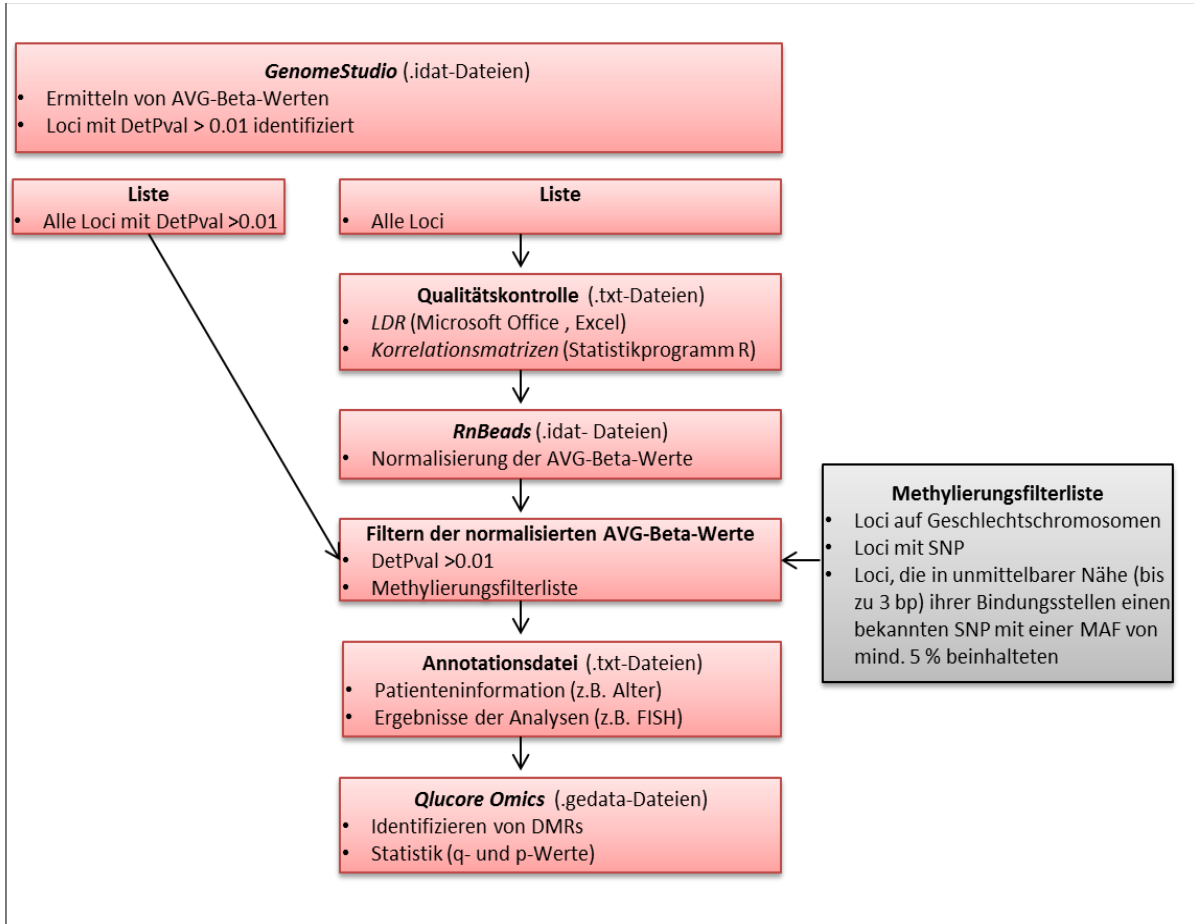 GenomeStudio (.idat-Dateien)
• Ermitteln von AVG-Beta-Werten
• Loci mit DetPval > 0.01 identifiziert
Liste
• Alle Loci mit DetPval >0.01
Liste
• Alle Loci
Qualitätskontrolle (.txt-Dateien)
• LDR (Microsoft Office , Excel)
• Korrelationsmatrizen (Statistikprogramm R)
RnBeads (.idat- Dateien)
• Normalisierung der AVG-Beta-Werte
Filtern der normalisierten AVG-Beta-Werte
• DetPval >0.01
• Methylierungsfilterliste
Methylierungsfilterliste
• Loci auf Geschlechtschromosomen
• Loci mit SNP
• Loci, die in unmittelbarer Nähe (bis
zu 3 bp) ihrer Bindungsstellen einen
bekannten SNP mit einer MAF von
mind. 5 % beinhalteten
Annotationsdatei (.txt-Dateien)
• Patienteninformation (z.B. Alter)
• Ergebnisse der Analysen (z.B. FISH)
Qlucore Omics (.gedata-Dateien)
• Identifizieren von DMRs
• Statistik (q- und p-Werte)